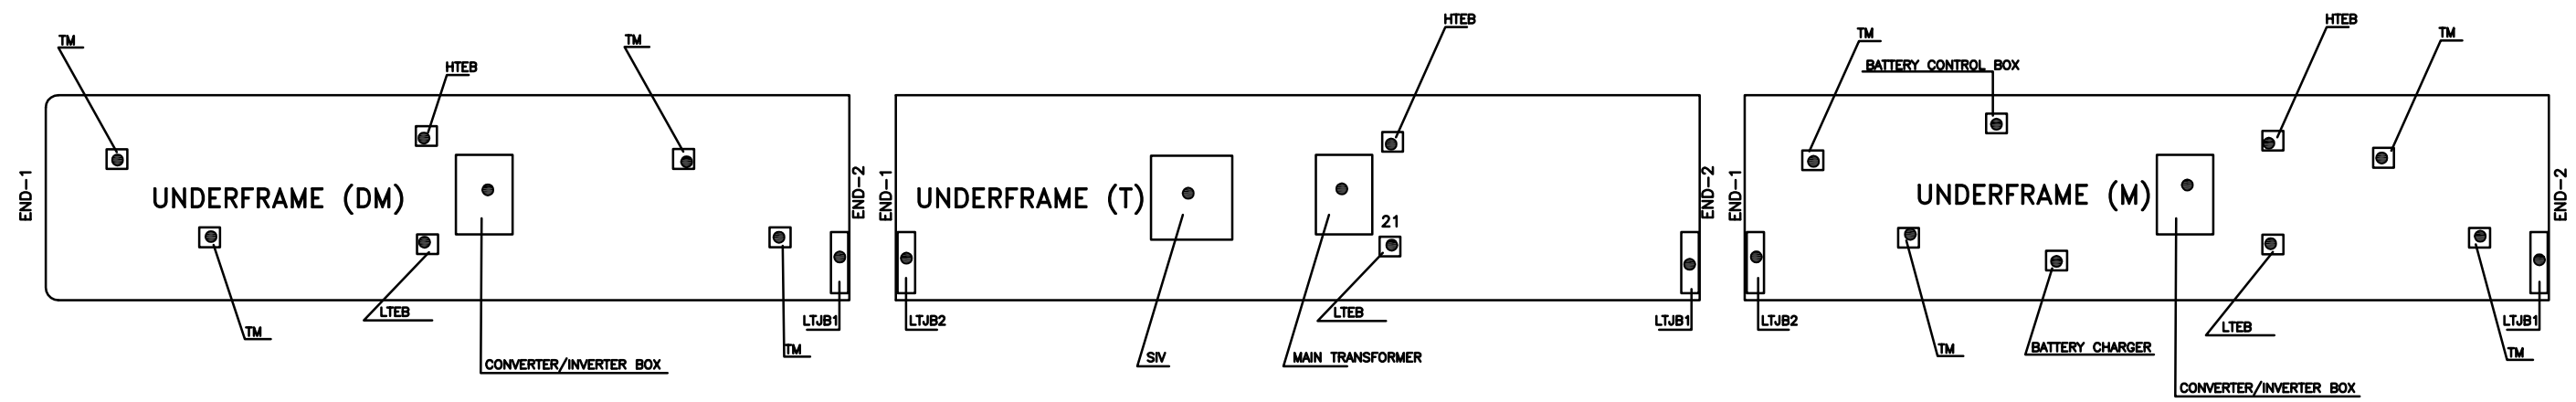 TM
HTEB
TM
END-1
UNDERFRAME (DM)
END-2
TM
LTEB
CONVERTER/INVERTER BOX
TM
LTJB1
HTEB
END-1
UNDERFRAME (T)
21
END-2
LTJB2
SIV
MAIN TRANSFORMER
LTEB
LTJB1
TM
BATTERY CONTROL BOX
HTEB
TM
END-1
UNDERFRAME (M)
END-2
LTJB2
TM
BATTERY CHARGER
LTEB
CONVERTER/INVERTER BOX
TM
LTJB1